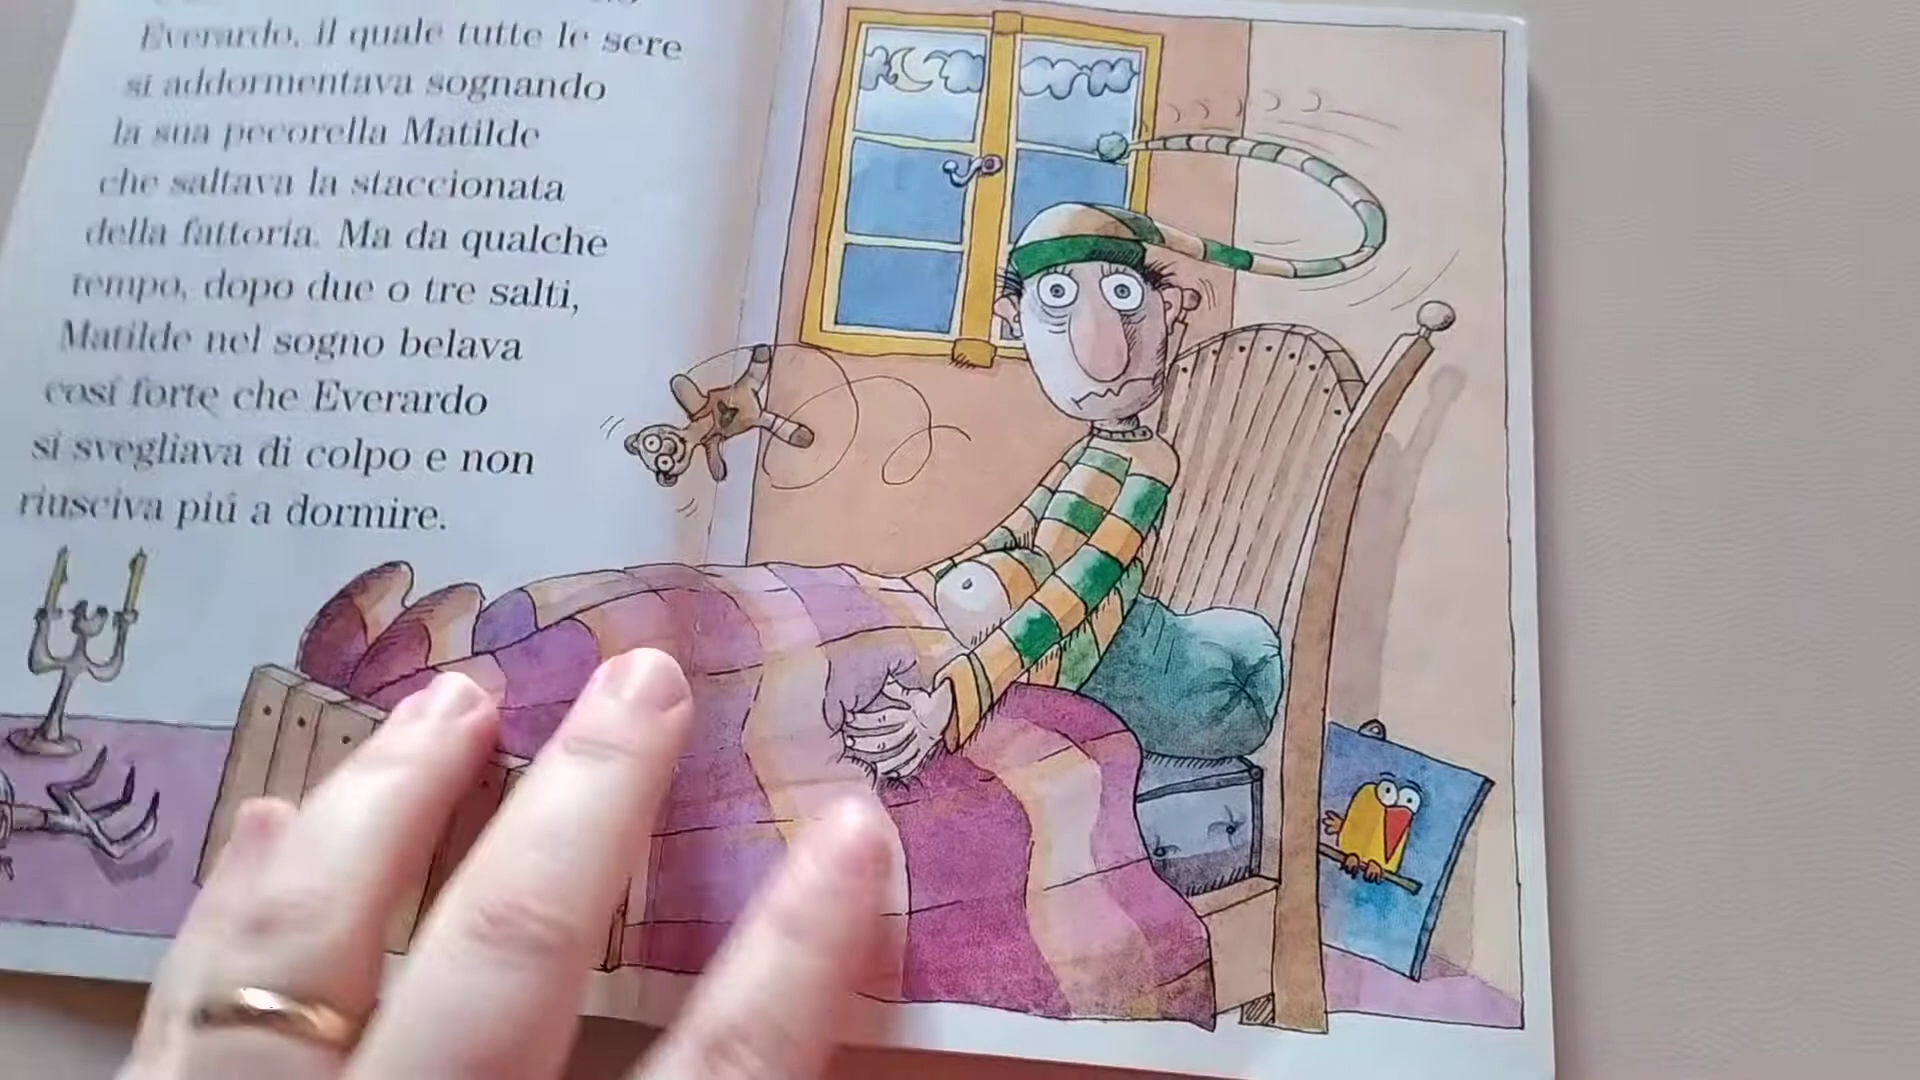 Everardo, il quale tutte le sere
si addormentava sognando
la sua pecorella Matilde
che saltava la staccionata
della fattoria. Ma da qualche
tempo, dopo due o tre salti,
Matilde nel sogno belava
cosí forte che Everardo
si svegliava di colpo e non
riusciva piú a dormire.